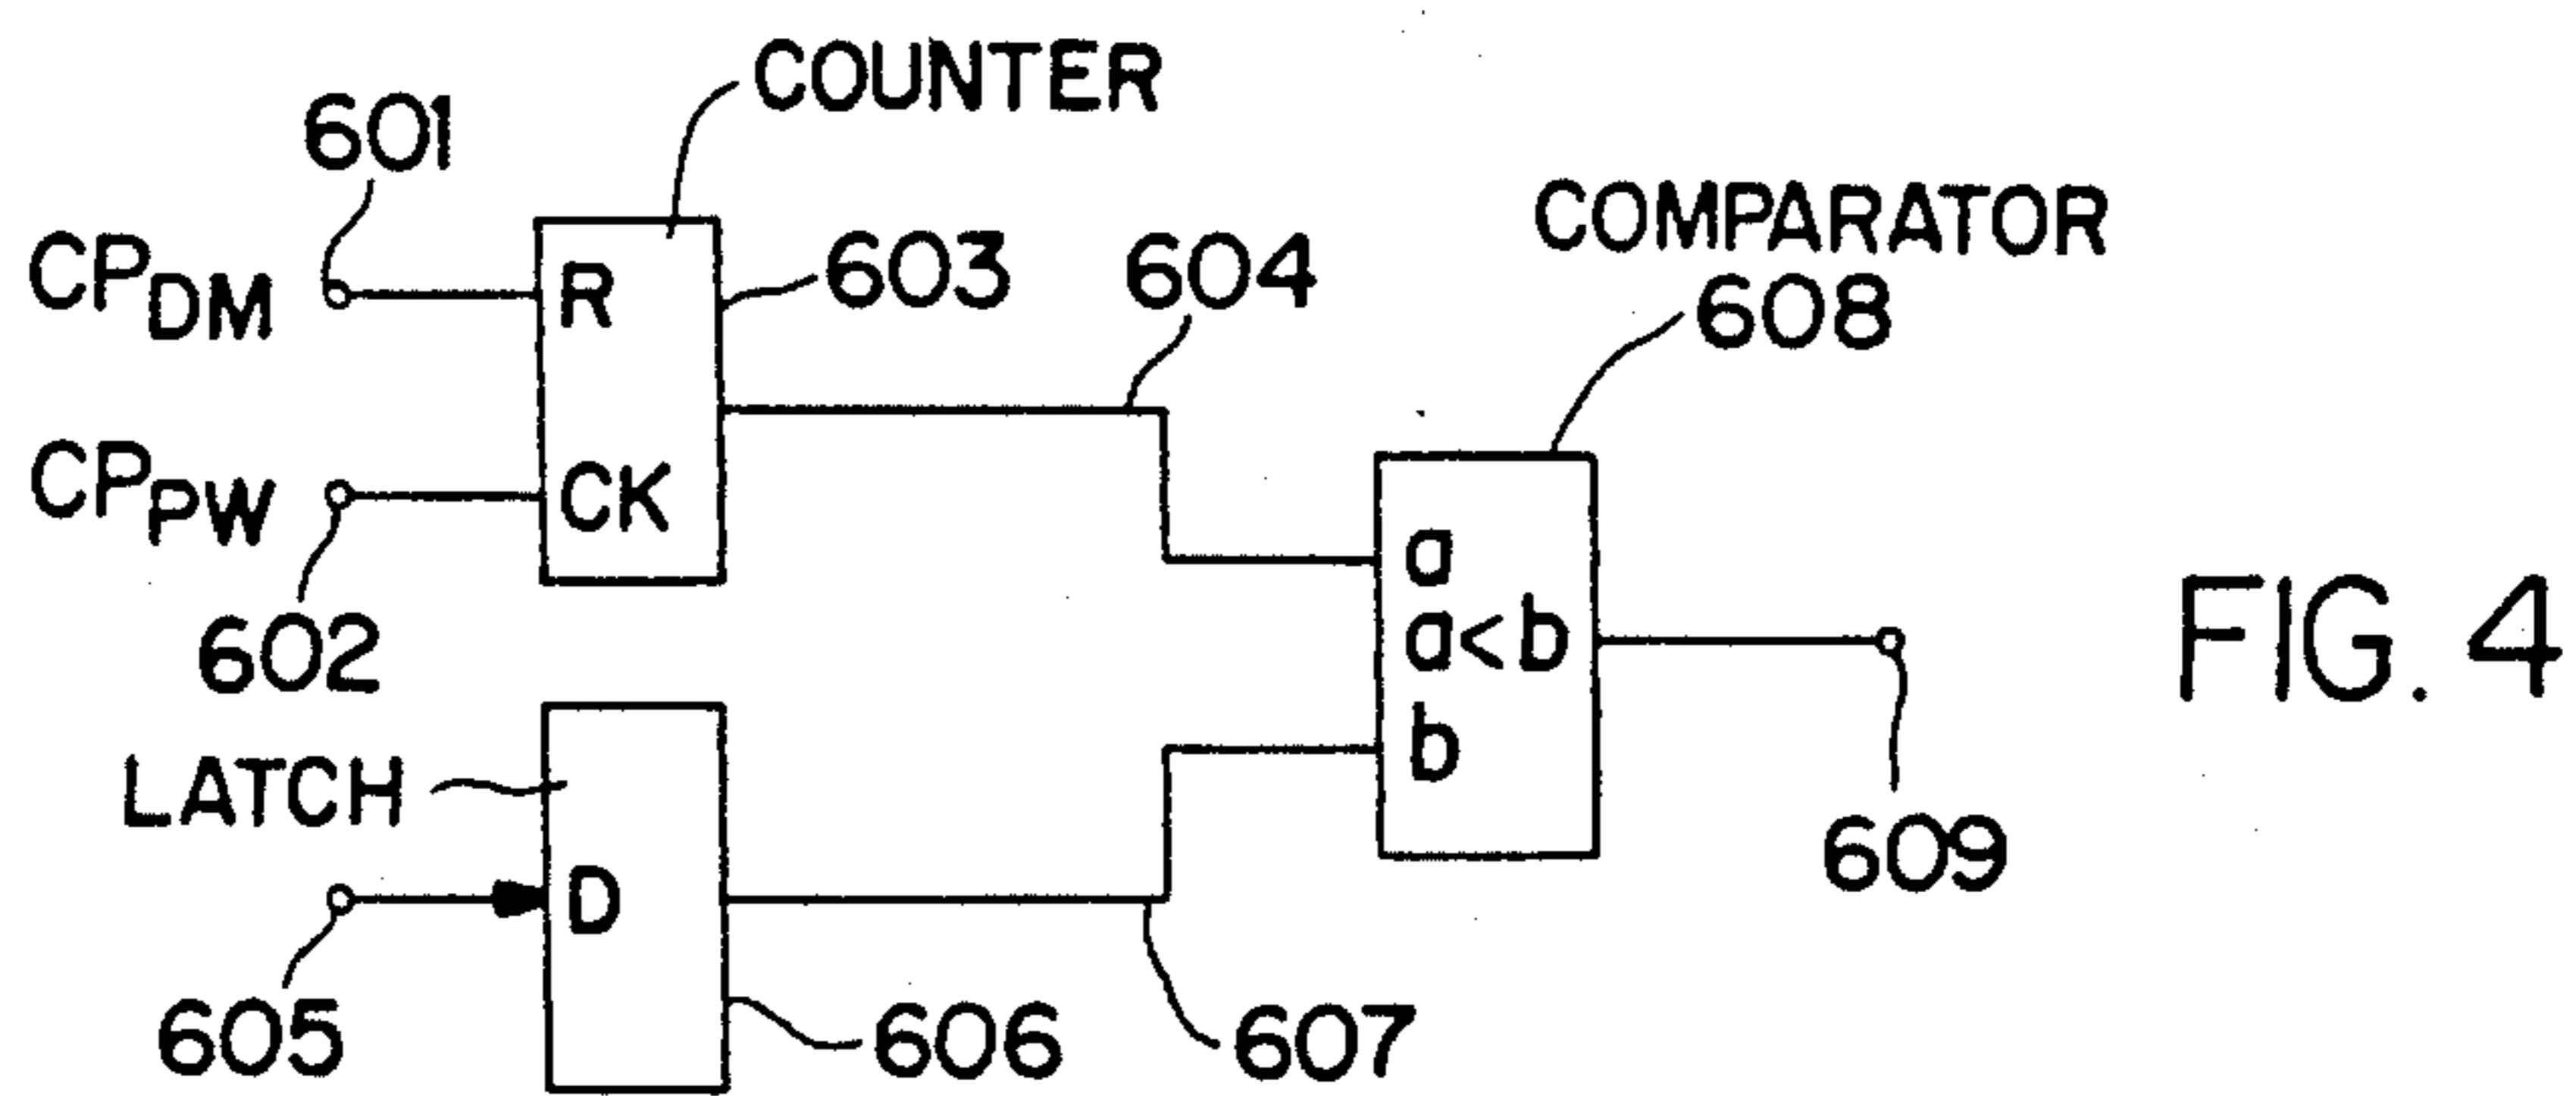 COUNTER
601
COMPARATOR
CP_DM
R
603
604
608
CP_PW
CK
a
602
a<b
FIG. 4
b
LATCH
D
609
605
606
607